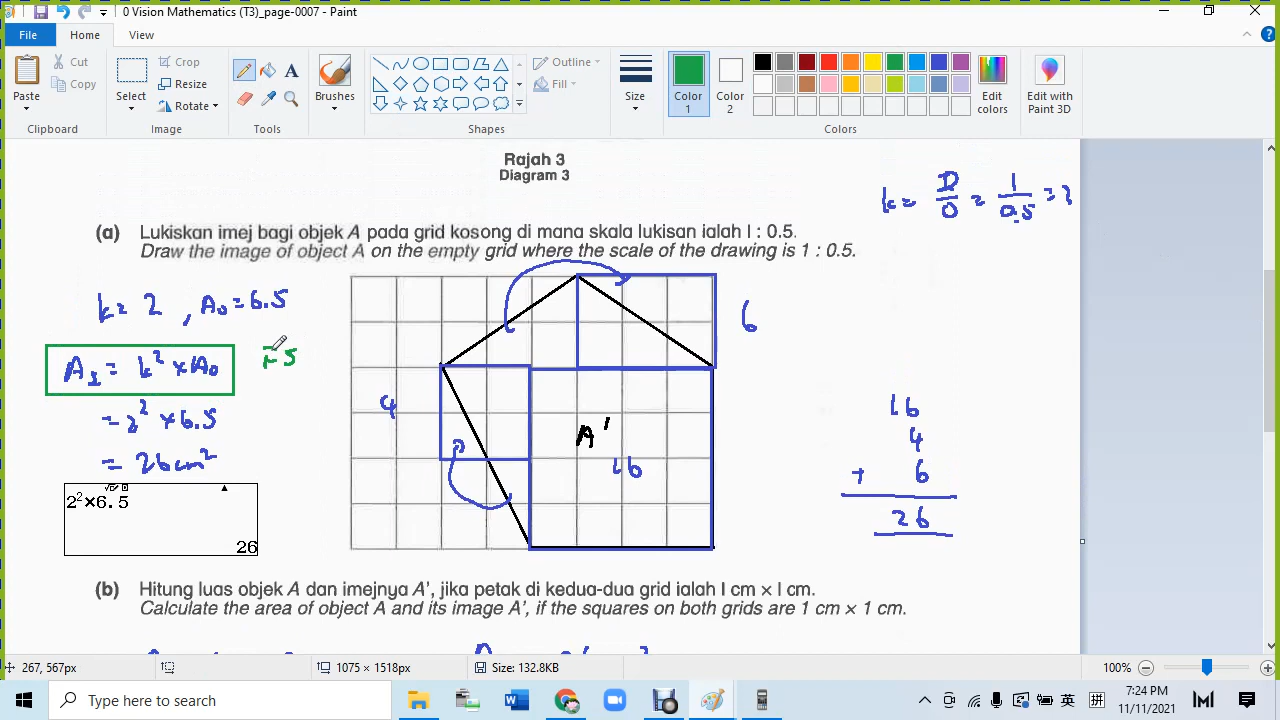 0 Vision Mathematics (T3)_page-0007 - Paint
File
Home
View
Paste
Cut
Copy
Clipboard
Select
Crop
Resize
Rotate
Image
Tools
Brushes
Shapes
Outline
Fill
Size
Color 1
Color 2
Edit colors
Colors
Edit with Paint 3D
Rajah 3
Diagram 3
k = I/O = 1/0.5 = 2
(a) Lukiskan imej bagi objek A pada grid kosong di mana skala lukisan ialah 1 : 0.5.
Draw the image of object A on the empty grid where the scale of the drawing is 1 : 0.5.
k = 2 , A₀ = 6.5
A_I = k² × A₀
F5
= 2² × 6.5
= 26 cm²
2²×6.5
26
4
6
A'
16
16
4
+ 6
26
(b) Hitung luas objek A dan imejnya A', jika petak di kedua-dua grid ialah 1 cm × 1 cm.
Calculate the area of object A and its image A', if the squares on both grids are 1 cm × 1 cm.
267, 567px
1075 × 1518px
Size: 132.8KB
100%
Type here to search
英
拼
7:24 PM
11/11/2021